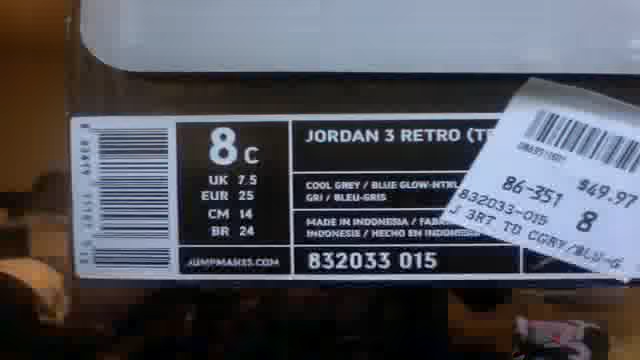 8 C
UK 7.5
EUR 25
CM 14
BR 24
JUMPMAN23.COM
JORDAN 3 RETRO (T
COOL GREY / BLUE GLOW-NTRL
GRI / BLEU-GRIS
MADE IN INDONESIA /
INDONESIE / HECHO EN
832033 015
$49.97
86-351 8
832033-015
J 3RT TD CGRY/BLU-G